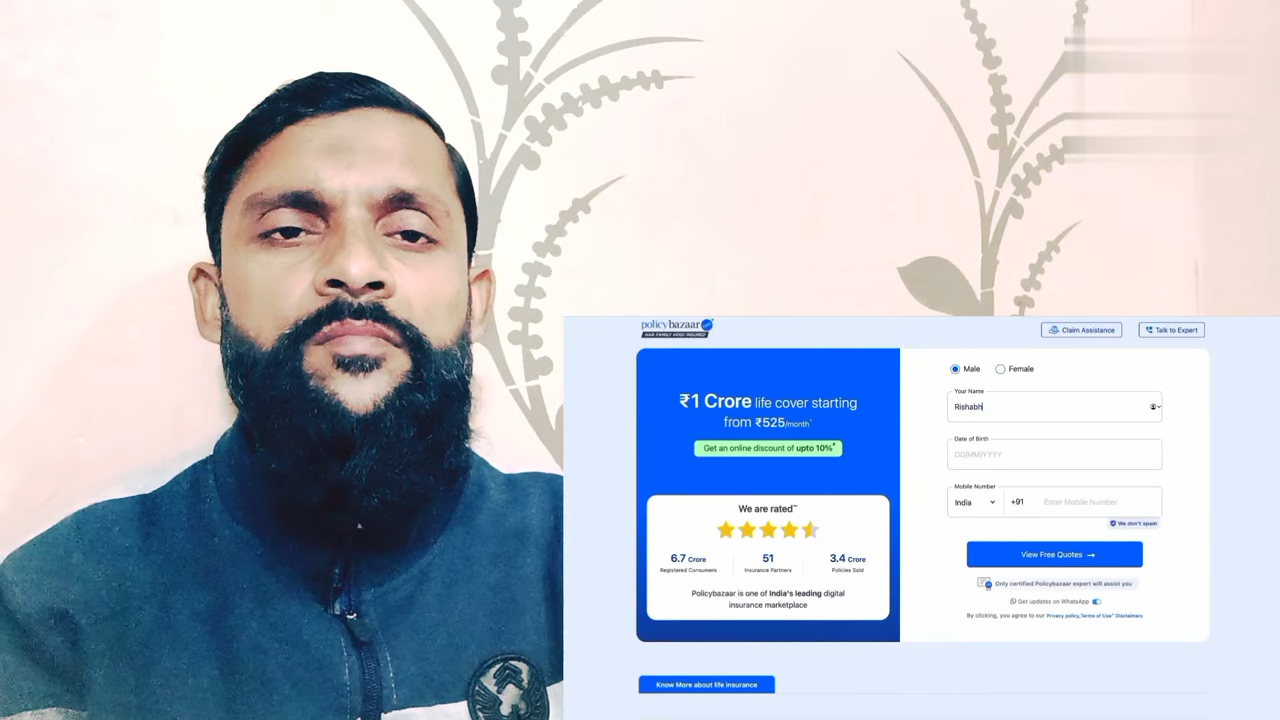 policybazaar
HAR FAMILY HOGI INSURED
Claim Assistance
Talk to Expert
₹1 Crore life cover starting
from ₹525/month*
Get an online discount of upto 10%#
We are rated~
6.7 Crore
Registered Consumers
51
Insurance Partners
3.4 Crore
Policies Sold
Policybazaar is one of India's leading digital
insurance marketplace
Male Female
Your Name
Rishabh
Date of Birth
DD/MM/YYYY
Mobile Number
India +91 Enter Mobile Number
We don't spam
View Free Quotes →
Only certified Policybazaar expert will assist you
Get updates on WhatsApp
By clicking, you agree to our Privacy policy, Terms of Use* Disclaimers
Know More about life insurance